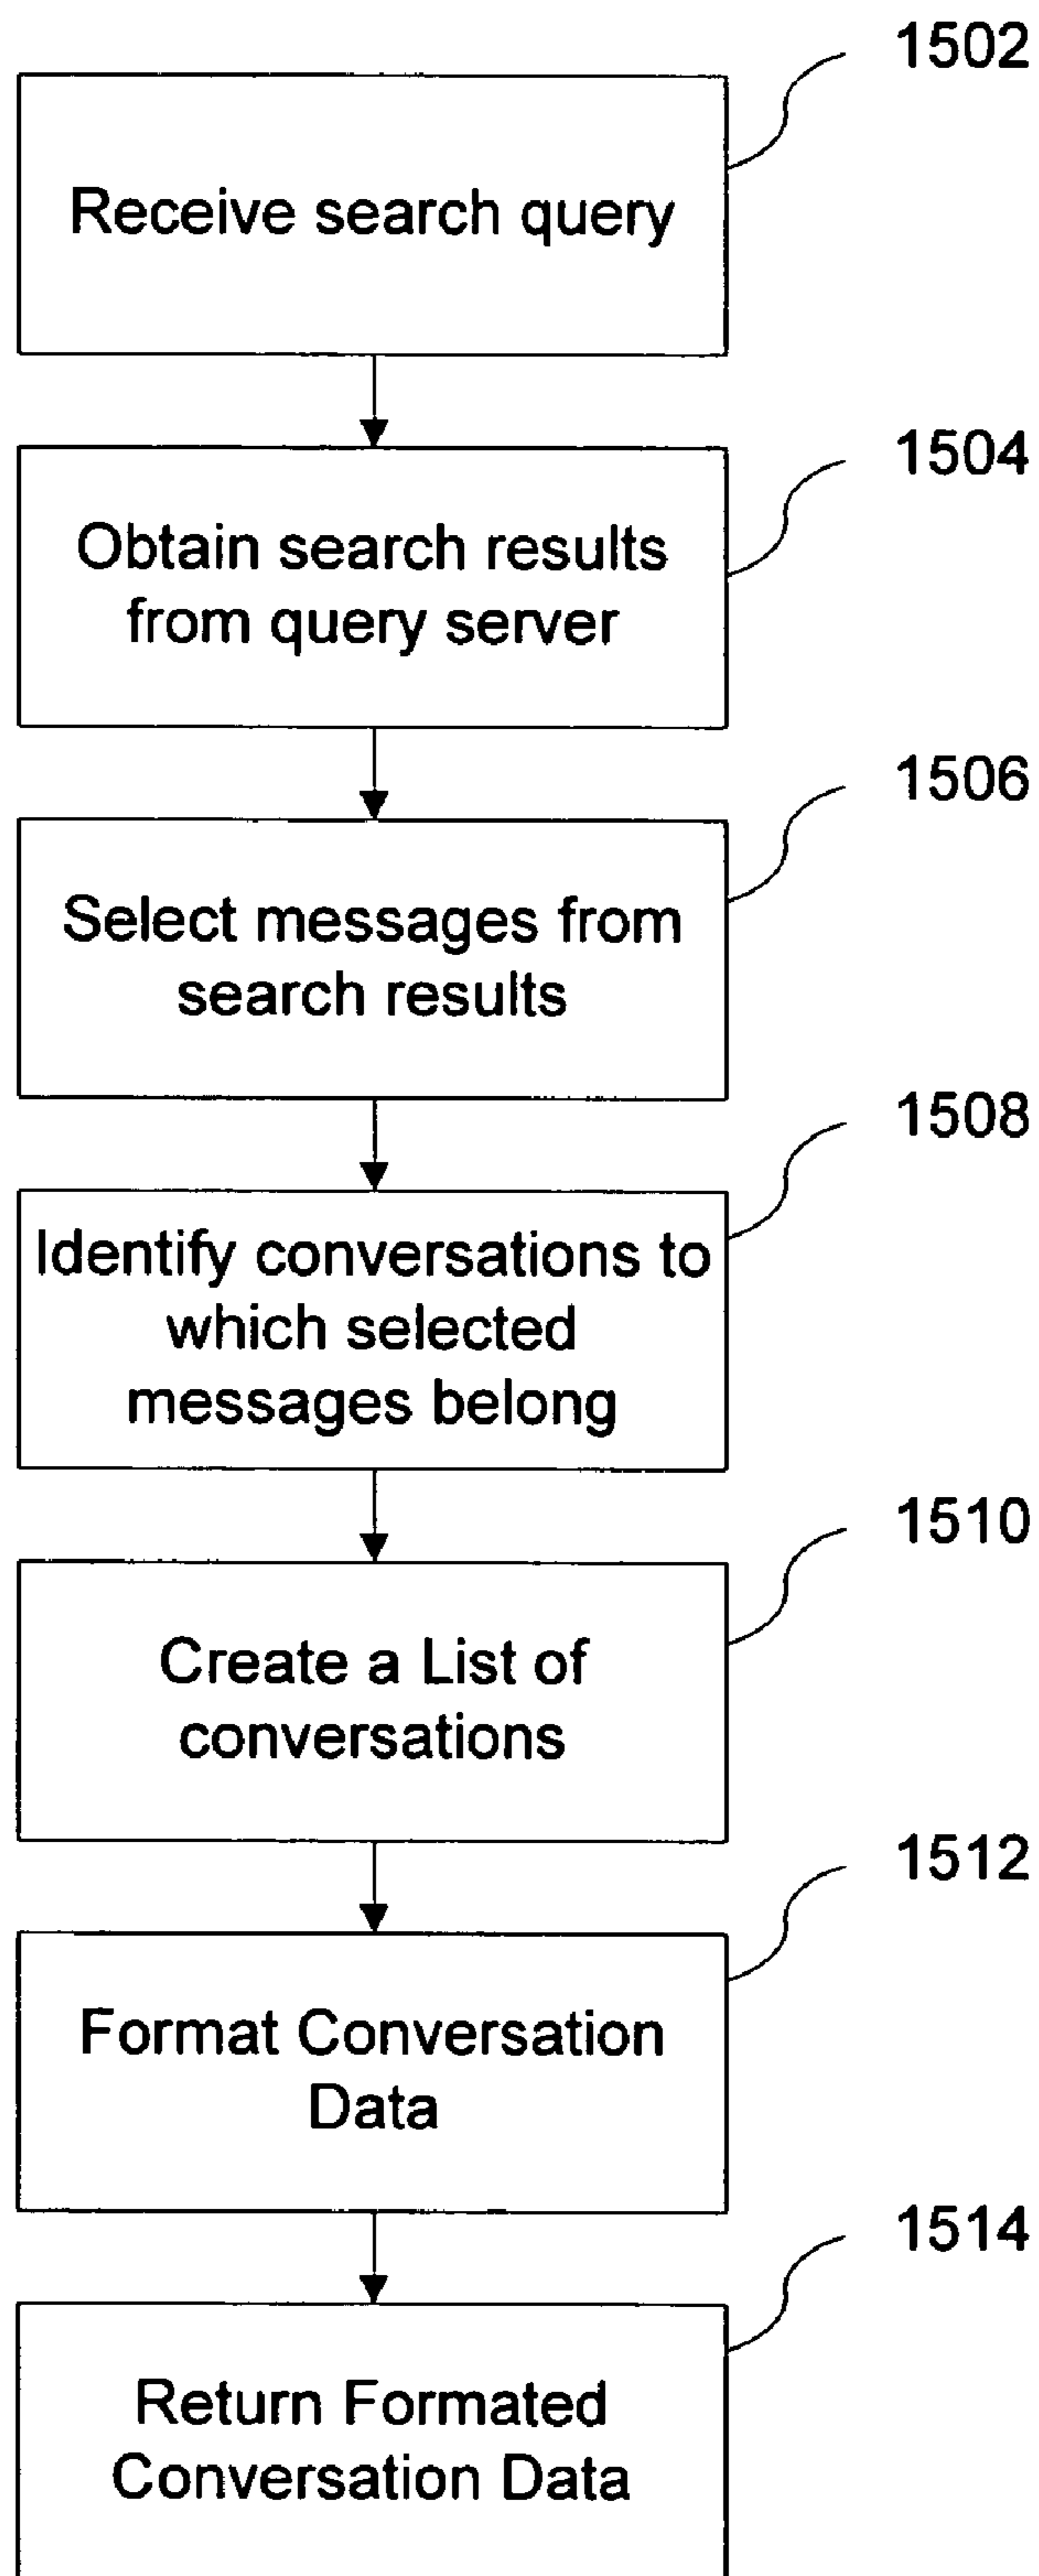 1502
Receive search query
1504
Obtain search results
from query server
1506
Select messages from
search results
1508
Identify conversations to
which selected
messages belong
1510
Create a List of
conversations
1512
Format Conversation
Data
1514
Return Formated
Conversation Data